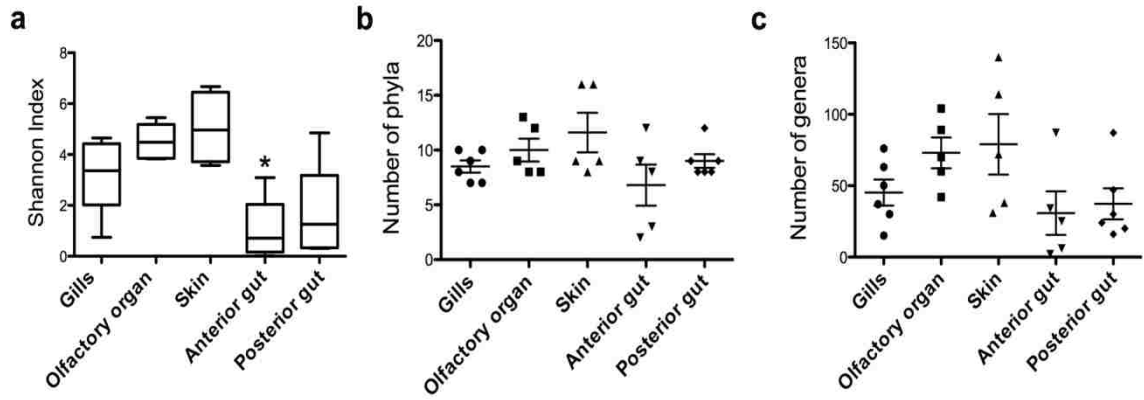 a
Shannon Index
8
6
4
2
0
*
Gills
Olfactory organ
Skin
Anterior gut
Posterior gut
b
Number of phyla
20
15
10
5
0
Gills
Olfactory organ
Skin
Anterior gut
Posterior gut
c
Number of genera
150
100
50
0
Gills
Olfactory organ
Skin
Anterior gut
Posterior gut